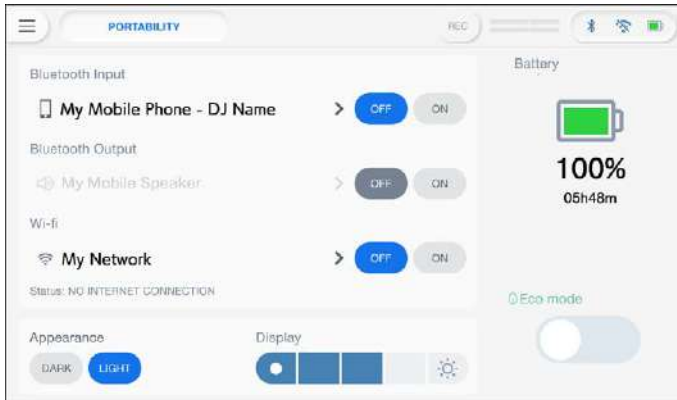 PORTABILITY
REC
Bluetooth Input
My Mobile Phone - DJ Name
OFF
ON
Bluetooth Output
My Mobile Speaker
OFF
ON
Wi-fi
My Network
OFF
ON
Status: NO INTERNET CONNECTION
Appearance
DARK
LIGHT
Display
Battery
100%
05h48m
Eco mode